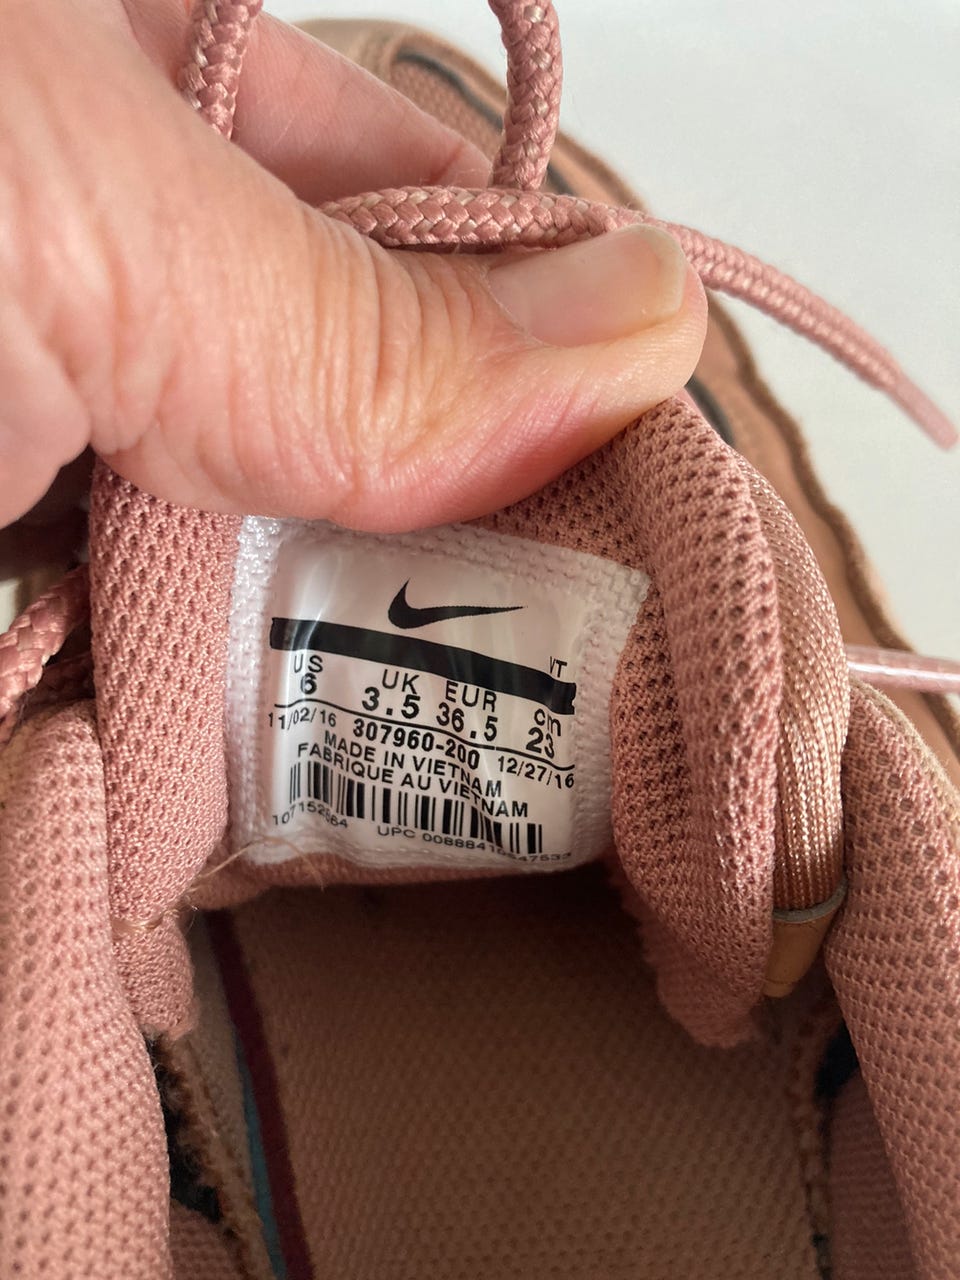 VT
US UK EUR cm
6 3.5 36.5 23
11/02/16 307960-200 12/27/16
MADE IN VIETNAM
FABRIQUE AU VIETNAM
UPC